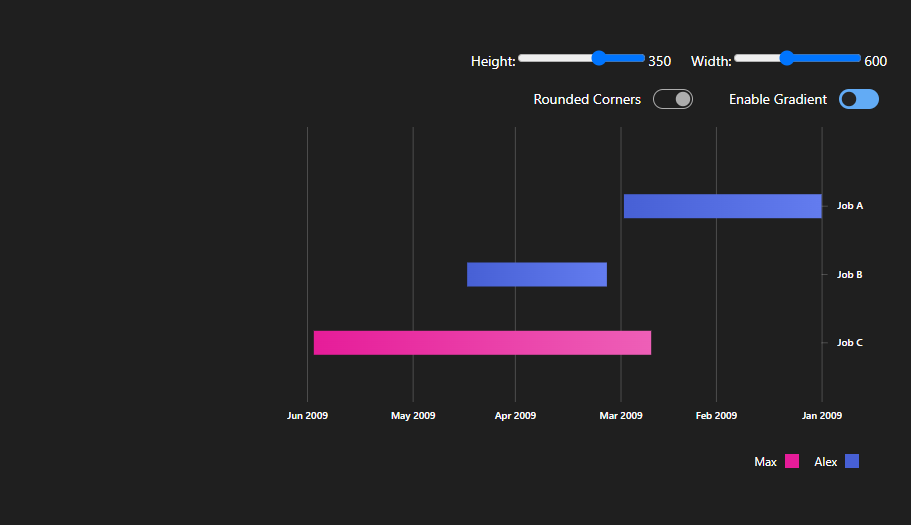 Height: 350 Width: 600
Rounded Corners Enable Gradient
Job A
Job B
Job C
Jun 2009 May 2009 Apr 2009 Mar 2009 Feb 2009 Jan 2009
Max Alex